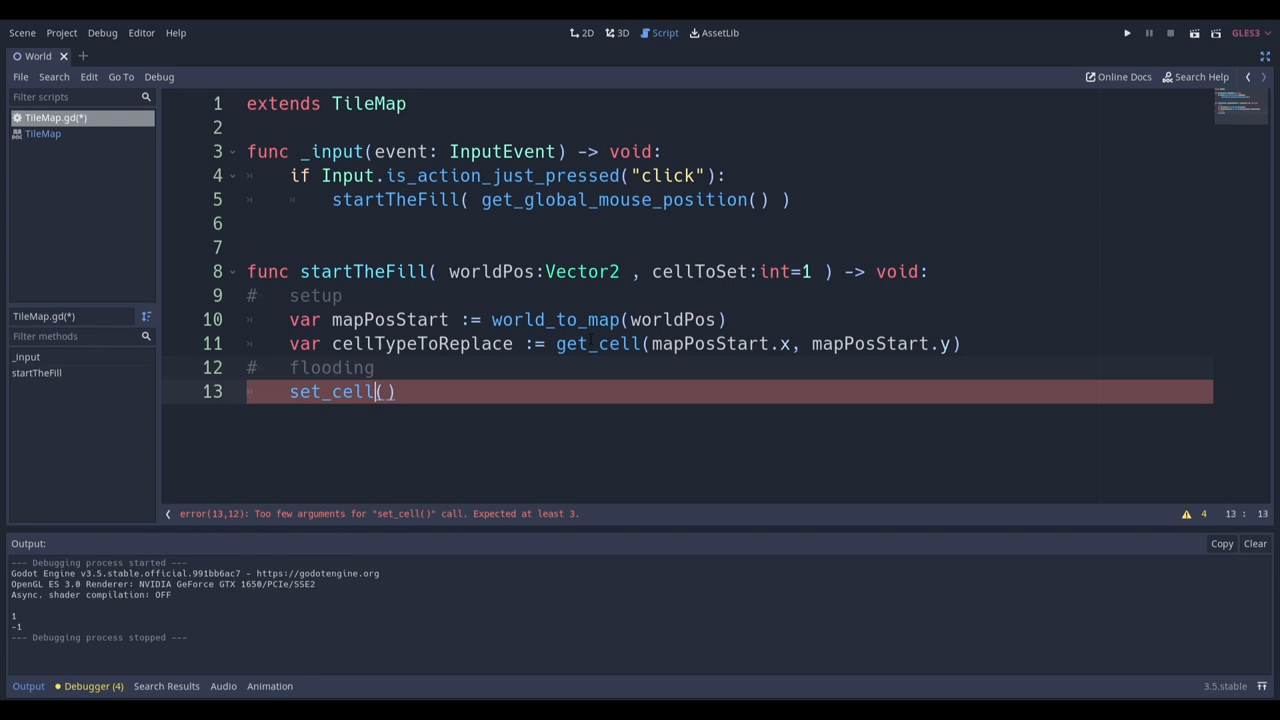 Scene Project Debug Editor Help 2D 3D Script AssetLib GLES3
World
File Search Edit Go To Debug Online Docs Search Help
Filter scripts
TileMap.gd(*)
TileMap
TileMap.gd(*)
Filter methods
_input
startTheFill
1 extends TileMap
2
3 func _input(event: InputEvent) -> void:
4 if Input.is_action_just_pressed("click"):
5 startTheFill( get_global_mouse_position() )
6
7
8 func startTheFill( worldPos:Vector2 , cellToSet:int=1 ) -> void:
9 # setup
10 var mapPosStart := world_to_map(worldPos)
11 var cellTypeToReplace := get_cell(mapPosStart.x, mapPosStart.y)
12 # flooding
13 set_cell()
error(13,12): Too few arguments for "set_cell()" call. Expected at least 3. 4 13 : 13
Output: Copy Clear
--- Debugging process started ---
Godot Engine v3.5.stable.official.991bb6ac7 - https://godotengine.org
OpenGL ES 3.0 Renderer: NVIDIA GeForce GTX 1650/PCIe/SSE2
Async. shader compilation: OFF
1
-1
--- Debugging process stopped ---
Output Debugger (4) Search Results Audio Animation 3.5.stable